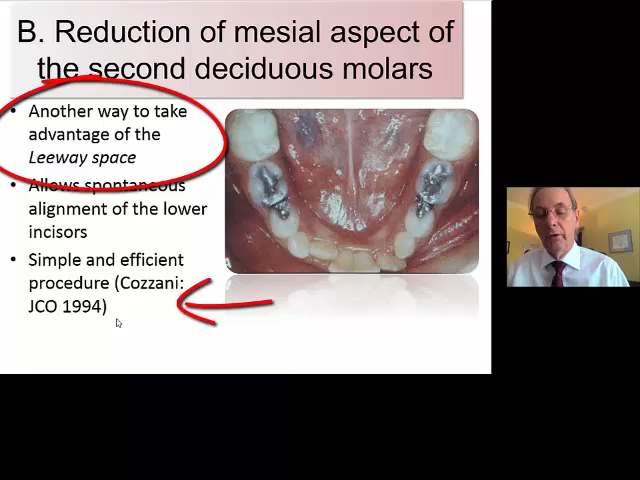 B. Reduction of mesial aspect of
the second deciduous molars
• Another way to take
advantage of the
Leeway space
• Allows spontaneous
alignment of the lower
incisors
• Simple and efficient
procedure (Cozzani:
JCO 1994)